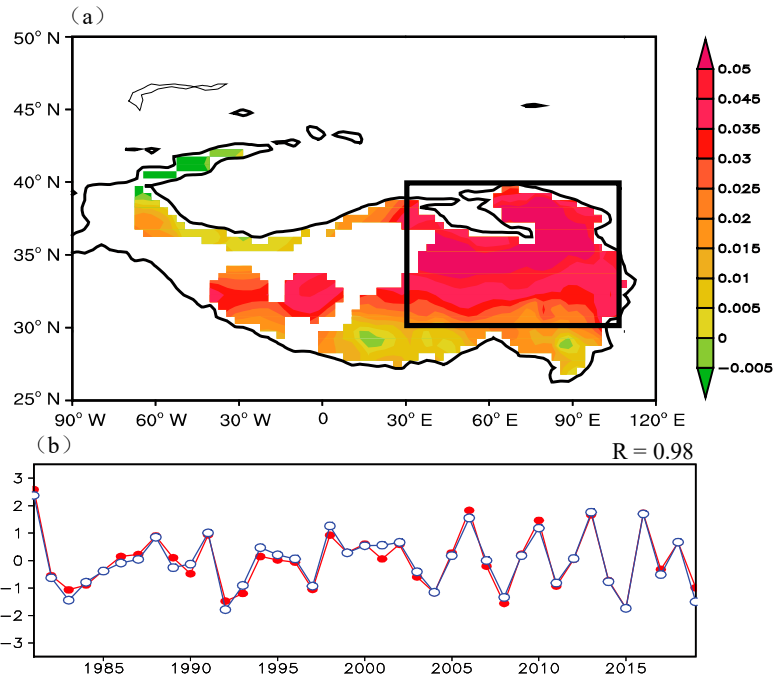 （a）
50° N
45° N
40° N
35° N
30° N
25° N
90° W
60° W
30° W
0
30° E
60° E
90° E
120° E
0.05
0.045
0.035
0.03
0.025
0.02
0.015
0.01
0.005
0
−0.005
（b）
R = 0.98
3
2
1
0
−1
−2
−3
1985
1990
1995
2000
2005
2010
2015